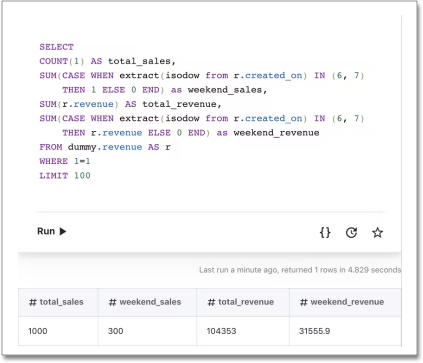 SELECT
COUNT(1) AS total_sales,
SUM(CASE WHEN extract(isodow from r.created_on) IN (6, 7)
THEN 1 ELSE 0 END) as weekend_sales,
SUM(r.revenue) AS total_revenue,
SUM(CASE WHEN extract(isodow from r.created_on) IN (6, 7)
THEN r.revenue ELSE 0 END) as weekend_revenue
FROM dummy.revenue AS r
WHERE 1=1
LIMIT 100
Run
{}
Last run a minute ago, returned 1 rows in 4.829 seconds
# total_sales # weekend_sales # total_revenue # weekend_revenue
1000 300 104353 31555.9